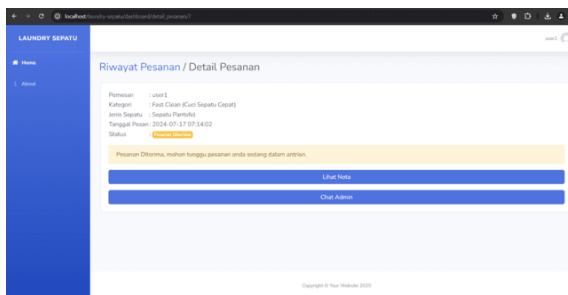 localhost/laundry-sepatu/dashboard/detail_pesanan/7
LAUNDRY SEPATU
user1
Home
About
Riwayat Pesanan / Detail Pesanan
Pemesan : user1
Kategori : Fast Clean (Cuci Sepatu Cepat)
Jenis Sepatu : Sepatu Pantofel
Tanggal Pesan : 2024-07-17 07:14:02
Status : Pesanan Diterima
Pesanan Diterima, mohon tunggu pesanan anda sedang dalam antrian.
Lihat Nota
Chat Admin
Copyright © Your Website 2020